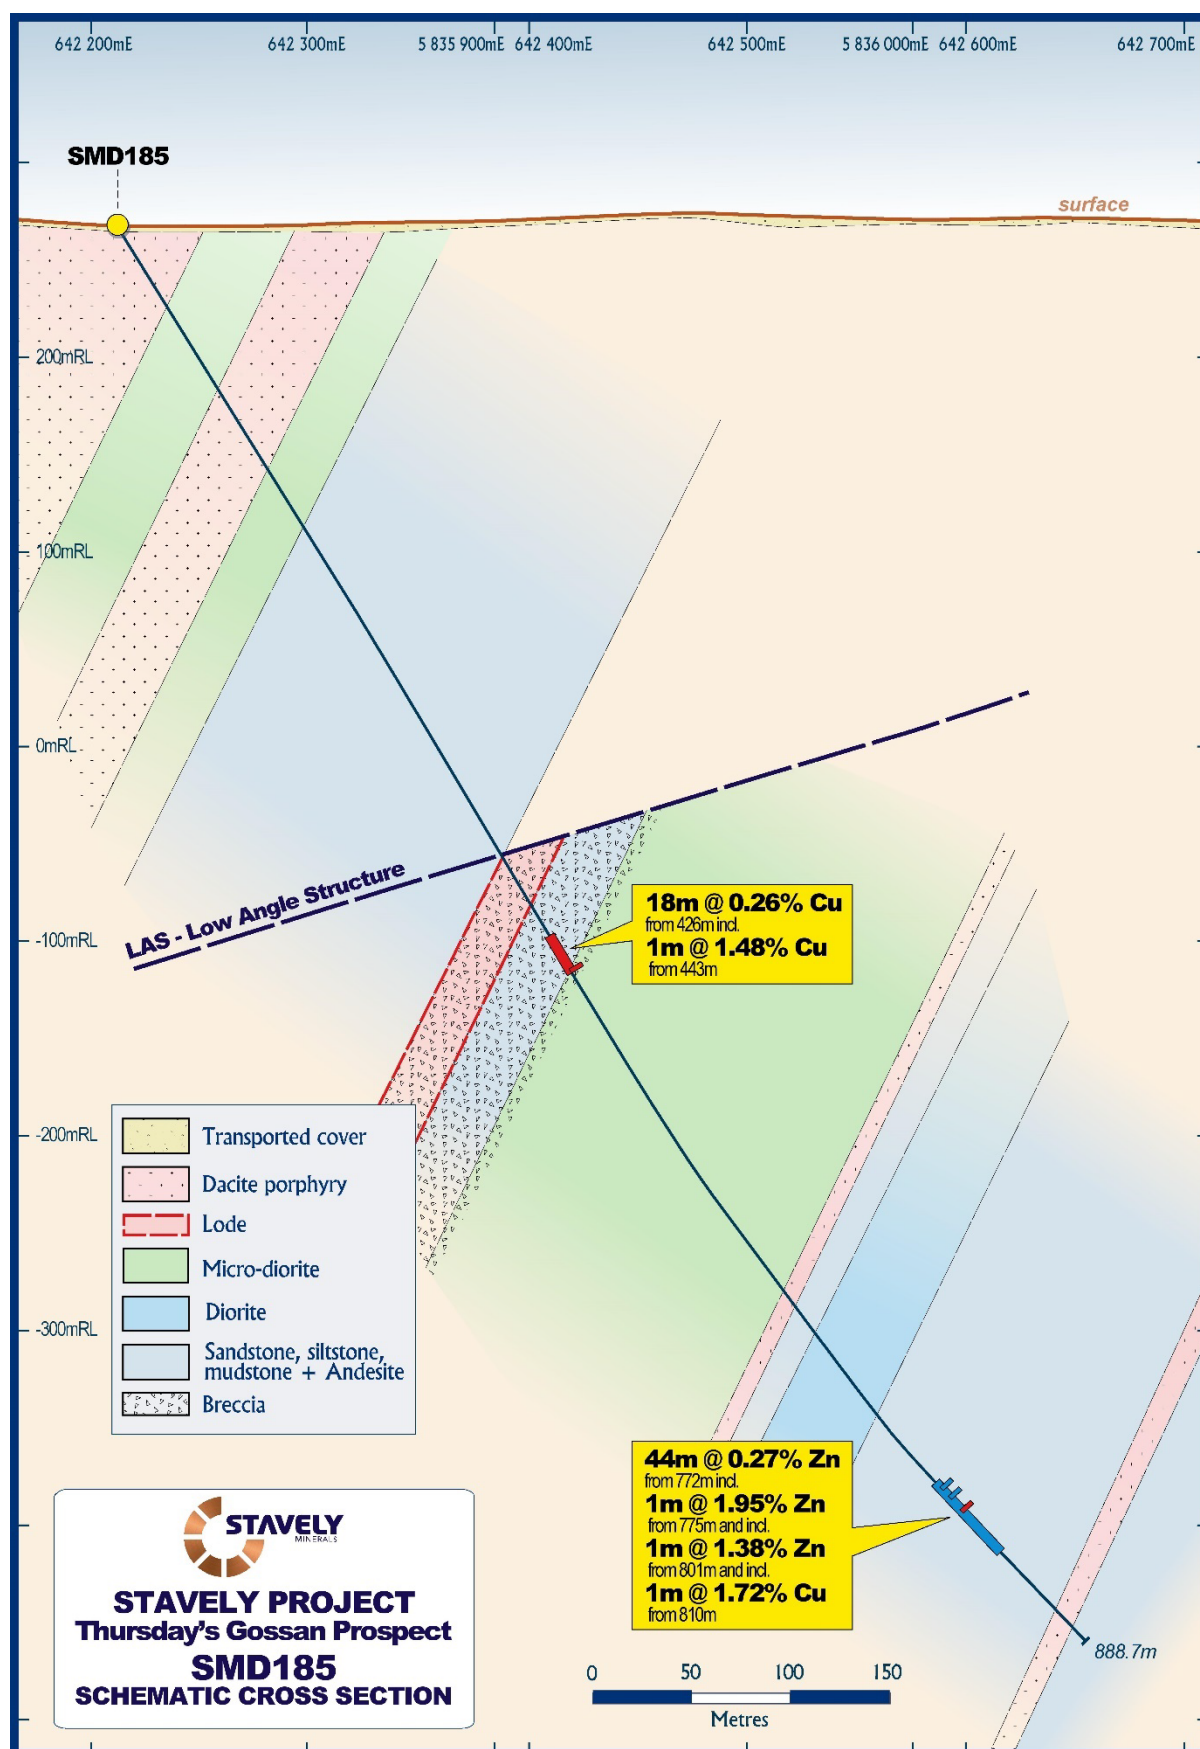 642 200mE 642 300mE 5 835 900mE 642 400mE 642 500mE 5 836 000mE 642 600mE 642 700mE
SMD185
surface
200mRL
100mRL
0mRL
LAS - Low Angle Structure
18m @ 0.26% Cu
from 426m incl.
1m @ 1.48% Cu
from 443m
-100mRL
-200mRL
-300mRL
Transported cover
Dacite porphyry
Lode
Micro-diorite
Diorite
Sandstone, siltstone,
mudstone + Andesite
Breccia
44m @ 0.27% Zn
from 772m incl.
1m @ 1.95% Zn
from 775m and incl.
1m @ 1.38% Zn
from 801m and incl.
1m @ 1.72% Cu
from 810m
888.7m
STAVELY
MINERALS
STAVELY PROJECT
Thursday's Gossan Prospect
SMD185
SCHEMATIC CROSS SECTION
0 50 100 150
Metres